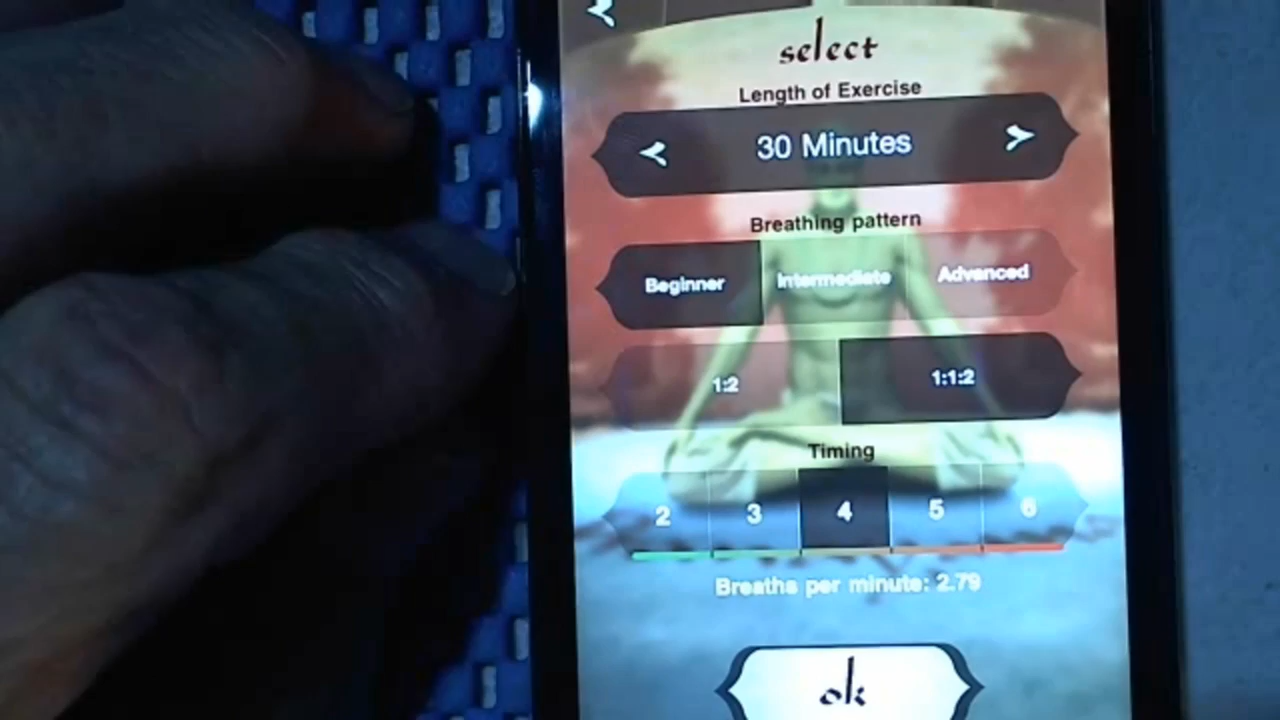 select
Length of Exercise
30 Minutes
Breathing pattern
Beginner Intermediate Advanced
1:2 1:1:2
Timing
2 3 4 5 6
Breaths per minute: 2.79
ok